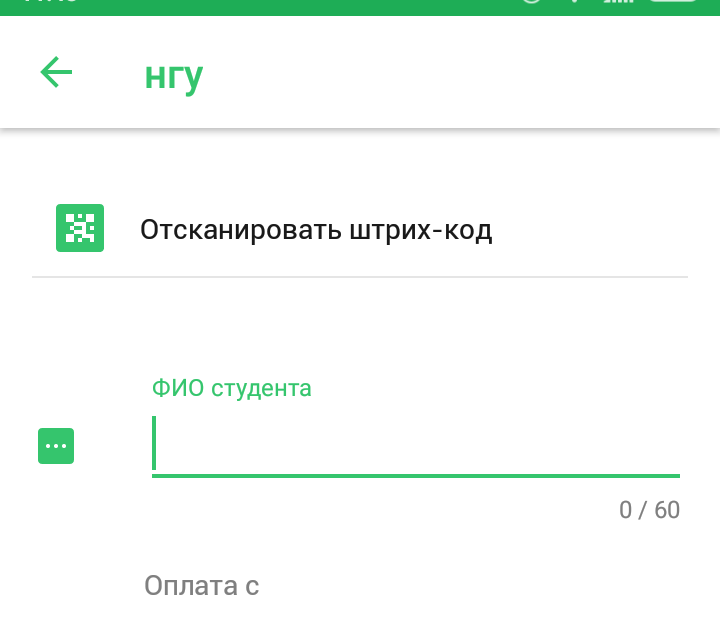 нгу
Отсканировать штрих-код
ФИО студента
0 / 60
Оплата с